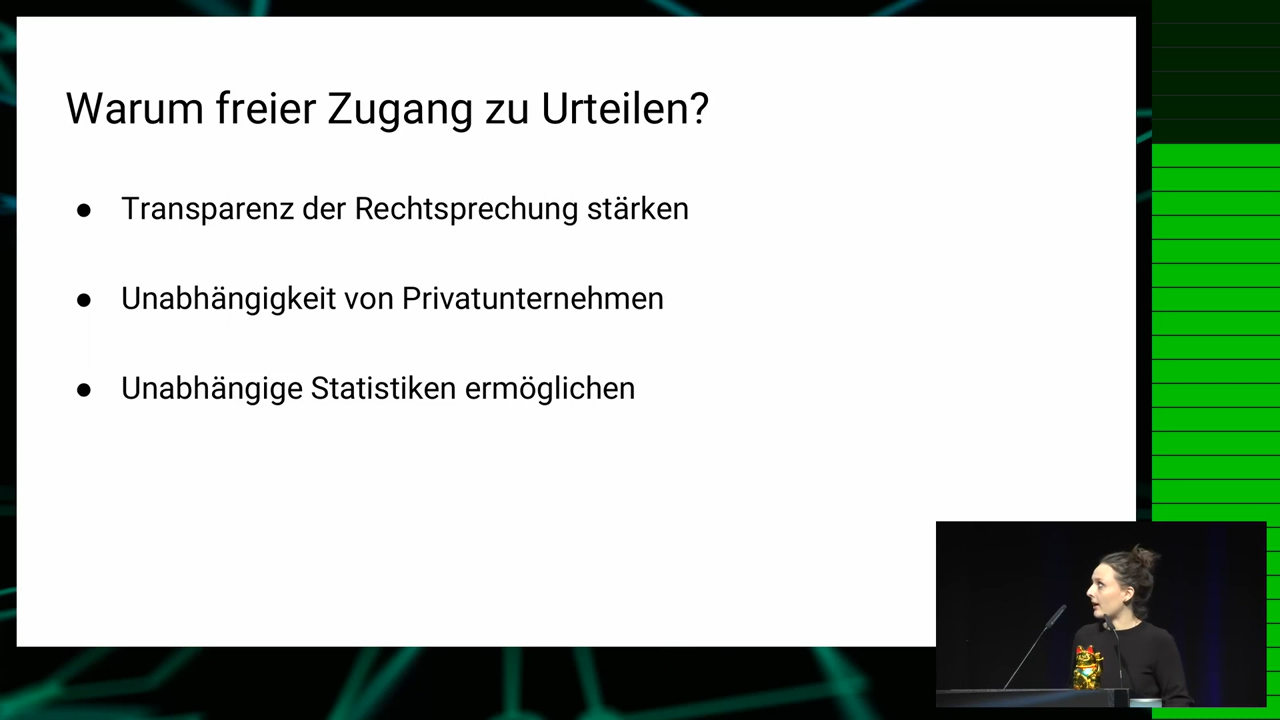 Warum freier Zugang zu Urteilen?
● Transparenz der Rechtsprechung stärken
● Unabhängigkeit von Privatunternehmen
● Unabhängige Statistiken ermöglichen